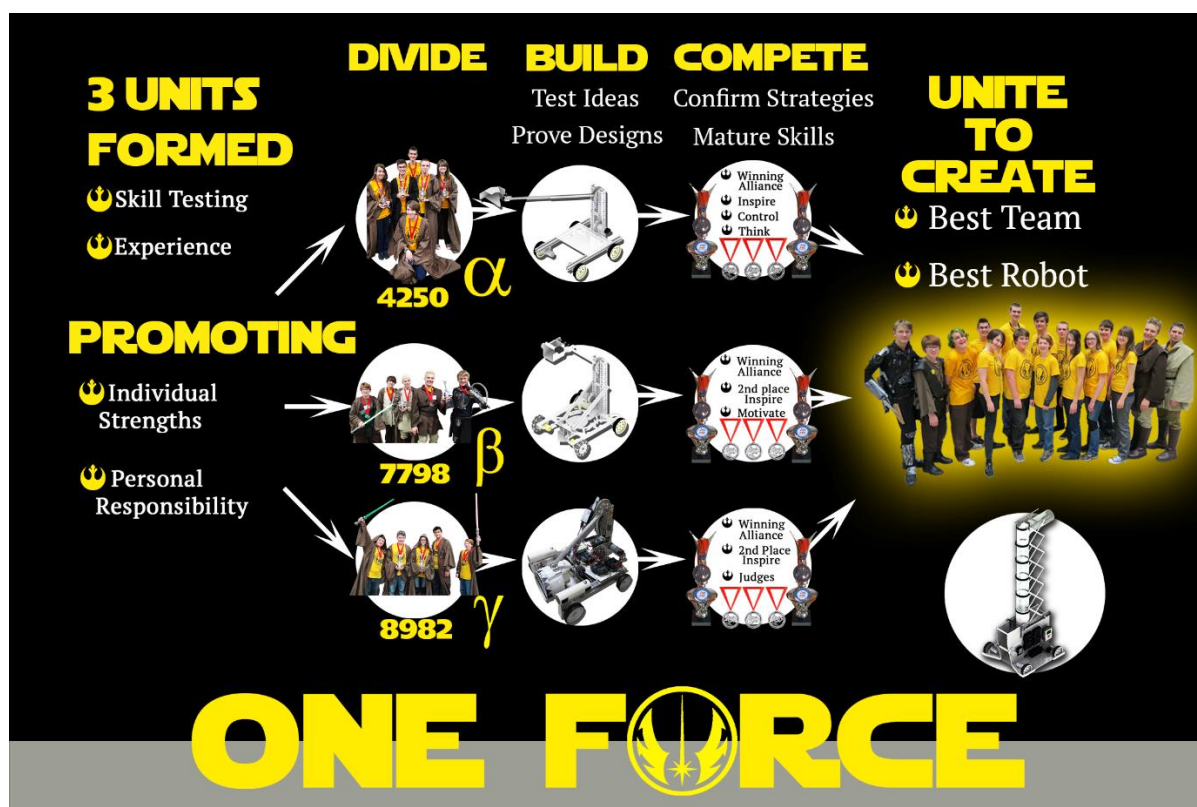 3 UNITS
FORMED
Skill Testing
Experience
PROMOTING
Individual
Strengths
Personal
Responsibility
DIVIDE
4250
α
7798
β
8982
γ
BUILD
Test Ideas
Prove Designs
COMPETE
Confirm Strategies
Mature Skills
Winning
Alliance
Inspire
Control
Think
Winning
Alliance
2nd place
Inspire
Motivate
Winning
Alliance
2nd Place
Inspire
Judges
UNITE
TO
CREATE
Best Team
Best Robot
ONE FORCE